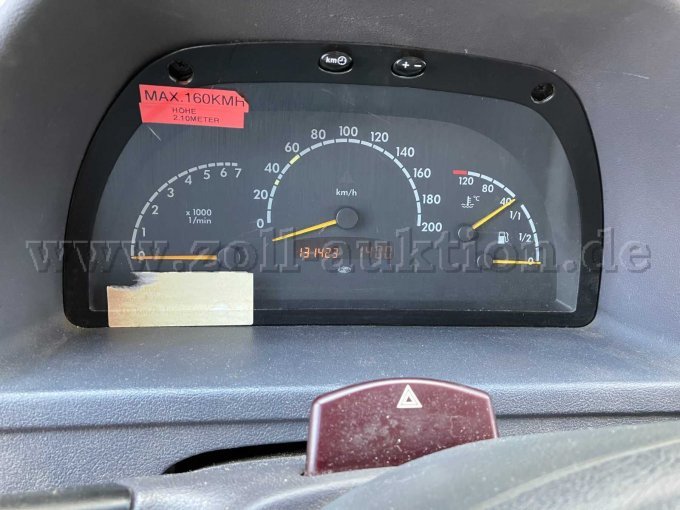 km
+ -
MAX.160KMH
HÖHE
2.10METER
0 1 2 3 4 5 6 7
x 1000
1/min
0 20 40 60 80 100 120 140 160 180 200
km/h
120 80 40
°C
1/1
1/2
0
131423
www.zoll-auktion.de